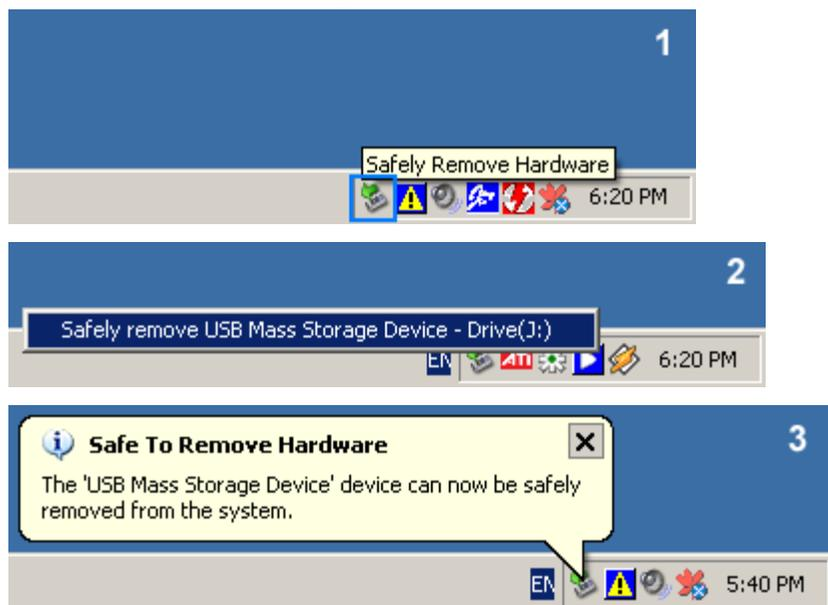 1
Safely Remove Hardware
6:20 PM
2
Safely remove USB Mass Storage Device - Drive(J:)
EN ATI 6:20 PM
Safe To Remove Hardware
3
The 'USB Mass Storage Device' device can now be safely
removed from the system.
EN 5:40 PM